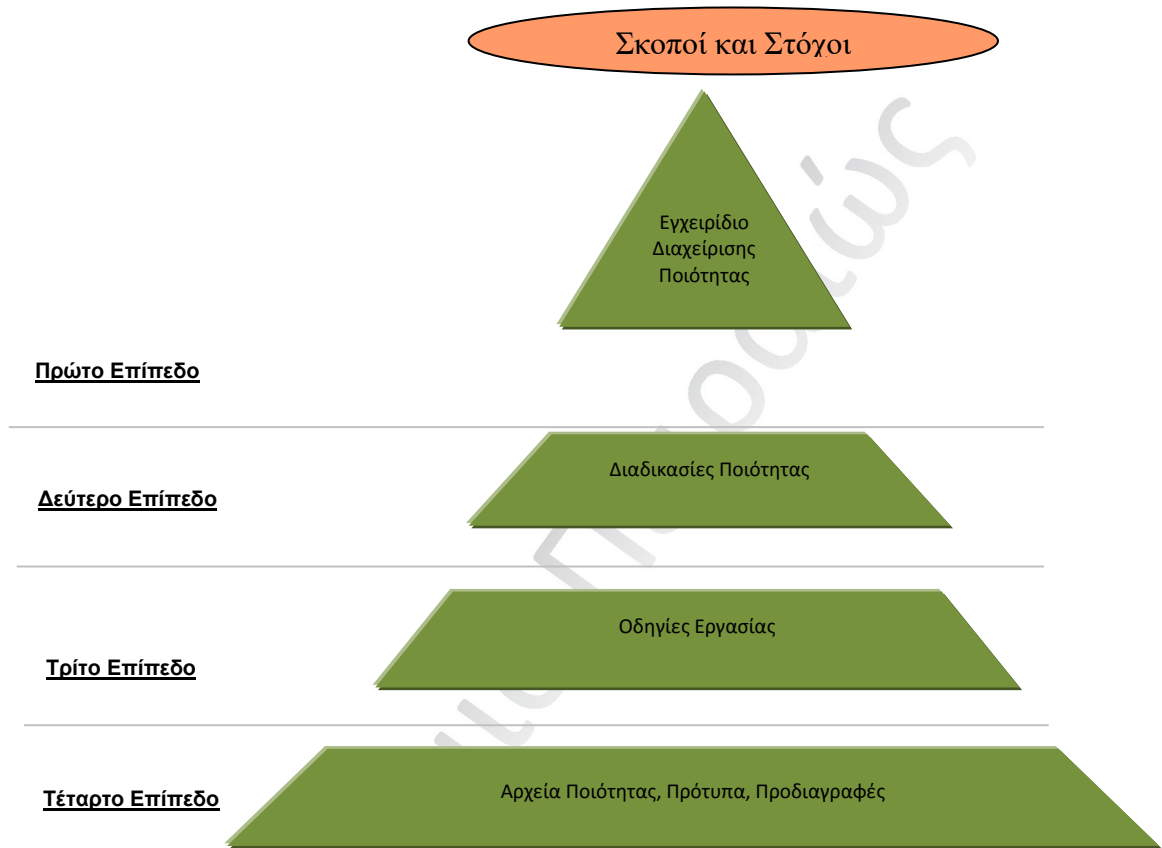 Σκοποί και Στόχοι
Εγχειρίδιο
Διαχείρισης
Ποιότητας
Πρώτο Επίπεδο
Διαδικασίες Ποιότητας
Δεύτερο Επίπεδο
Οδηγίες Εργασίας
Τρίτο Επίπεδο
Αρχεία Ποιότητας, Πρότυπα, Προδιαγραφές
Τέταρτο Επίπεδο